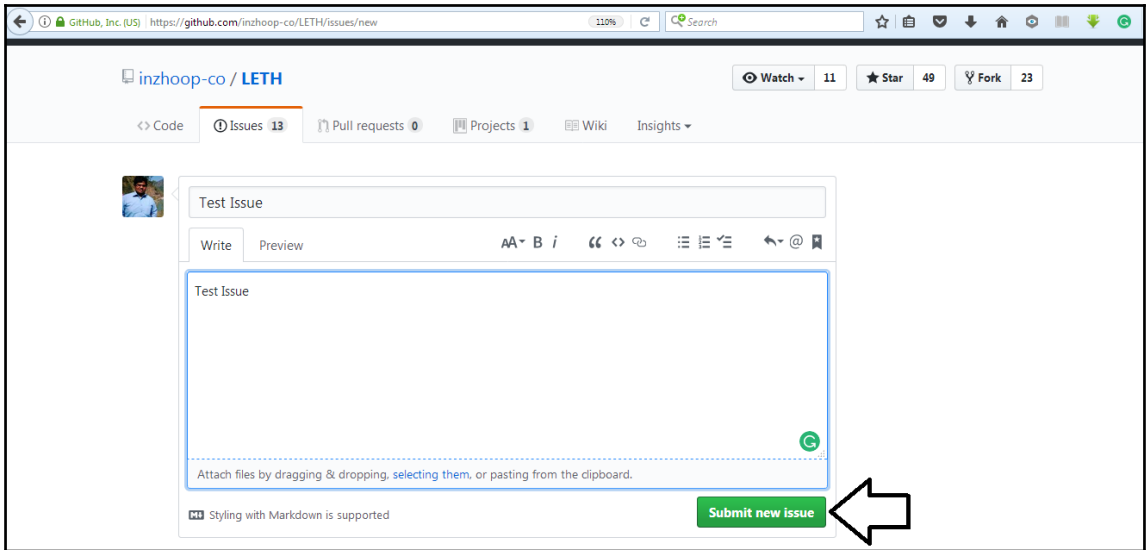 GitHub, Inc. (US) https://github.com/inzhoop-co/LETH/issues/new 110% Search
inzhoop-co / LETH Watch 11 Star 49 Fork 23
<> Code Issues 13 Pull requests 0 Projects 1 Wiki Insights
Test Issue
Write Preview AA B i “ <> @
Test Issue
Attach files by dragging & dropping, selecting them, or pasting from the clipboard.
Styling with Markdown is supported Submit new issue